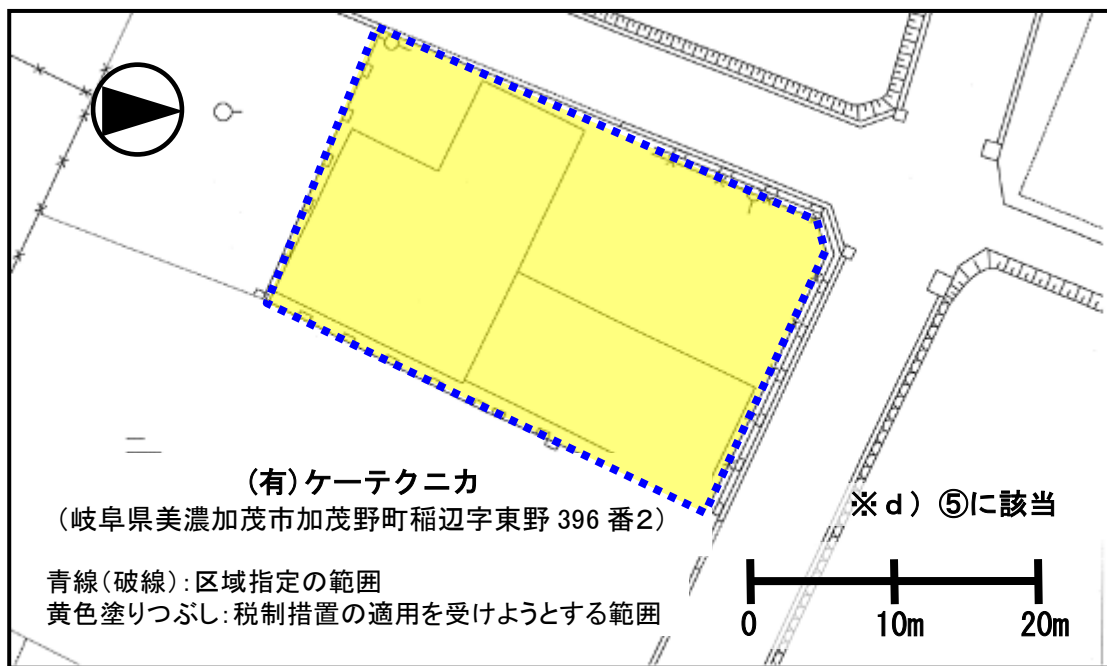 (有)ケーテクニカ
(岐阜県美濃加茂市加茂野町稲辺字東野 396 番2)
※d) ⑤に該当
青線(破線):区域指定の範囲
黄色塗りつぶし:税制措置の適用を受けようとする範囲
0 10m 20m